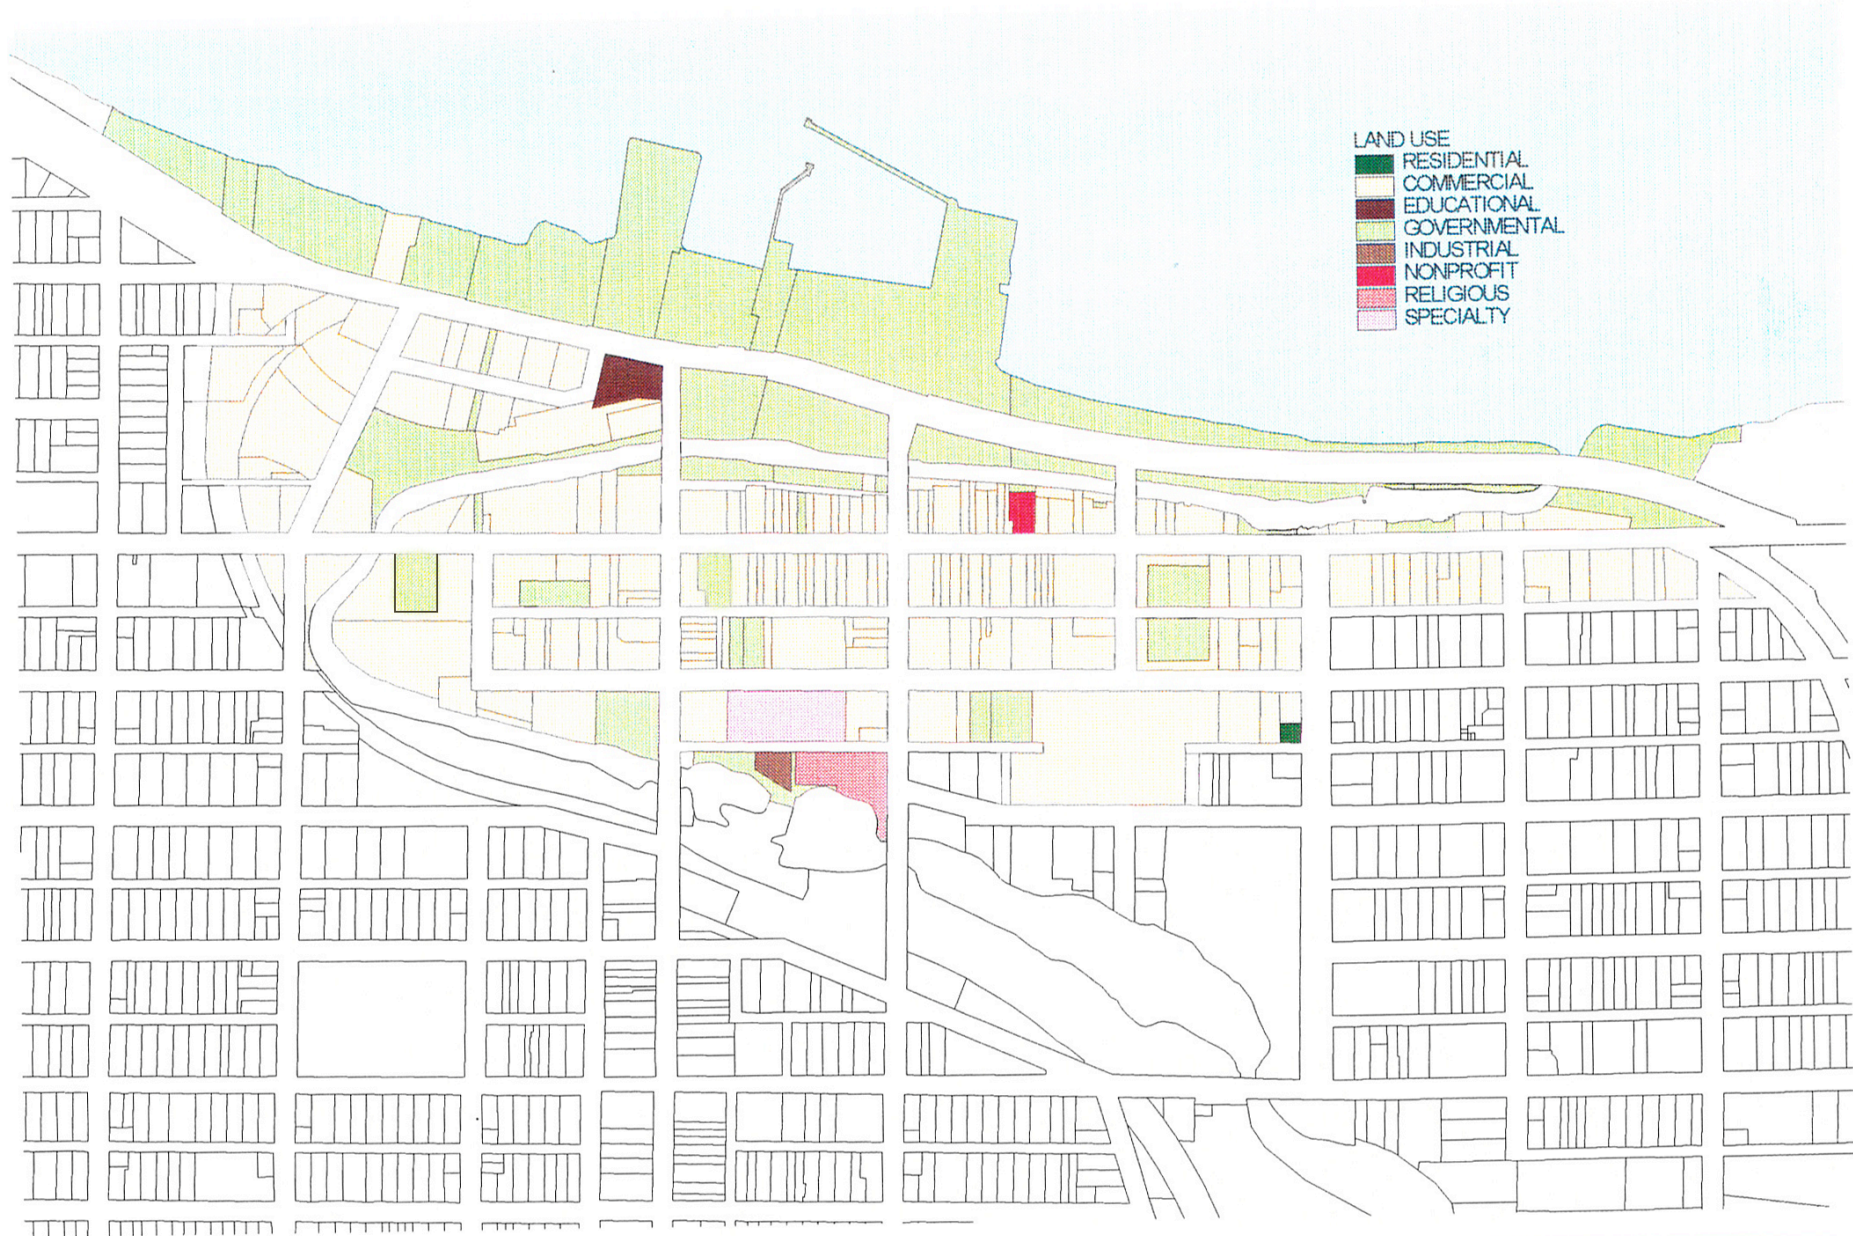 LAND USE
RESIDENTIAL
COMMERCIAL
EDUCATIONAL
GOVERNMENTAL
INDUSTRIAL
NONPROFIT
RELIGIOUS
SPECIALTY